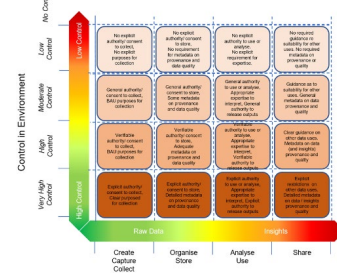 No Con
Control in Environment
Low
Control
Moderate
Control
High
Control
Very High
Control
Low Control
High Control
No explicit
authority/ consent
to collect,
No explicit
purposes for
collection
No explicit
authority/ consent
to store,
No requirement
for metadata on
provenance and
data quality
No explicit
authority to use or
analyse.
No explicit
requirement for
expertise.
No required
guidance re
suitability for other
uses. No required
metadata on
provenance or
quality
General authority/
consent to collect,
BAU purposes for
collection
General authority/
consent to store,
Some metadata
on provenance
and data quality
General authority
to use or analyse.
Appropriate
expertise to
interpret, General
authority to
release outputs
Guidance as to
suitability for other
uses. General
metadata on data
provenance and
quality
Verifiable
authority/ consent
to collect,
BAU purposes for
collection
Verifiable
authority/ consent
to store,
Adequate
metadata on
provenance and
data quality
authority to use or
analyse.
Appropriate
expertise to
interpret,
Verifiable
authority to
release outputs
Clear guidance on
other data uses.
Metadata on data
(and insights)
provenance and
quality
Explicit authority/
consent to collect,
Clear purposes for
collection
Explicit authority/
consent to store,
Detailed metadata
on provenance
and data quality
Explicit authority
to use or analyse,
Appropriate
expertise to
interpret, Explicit
authority to
release outputs
Explicit
restrictions on
other data uses.
Detailed metadata
on data / insights
provenance and
quality
Raw Data
Insights
Create
Capture
Collect
Organise
Store
Analyse
Use
Share